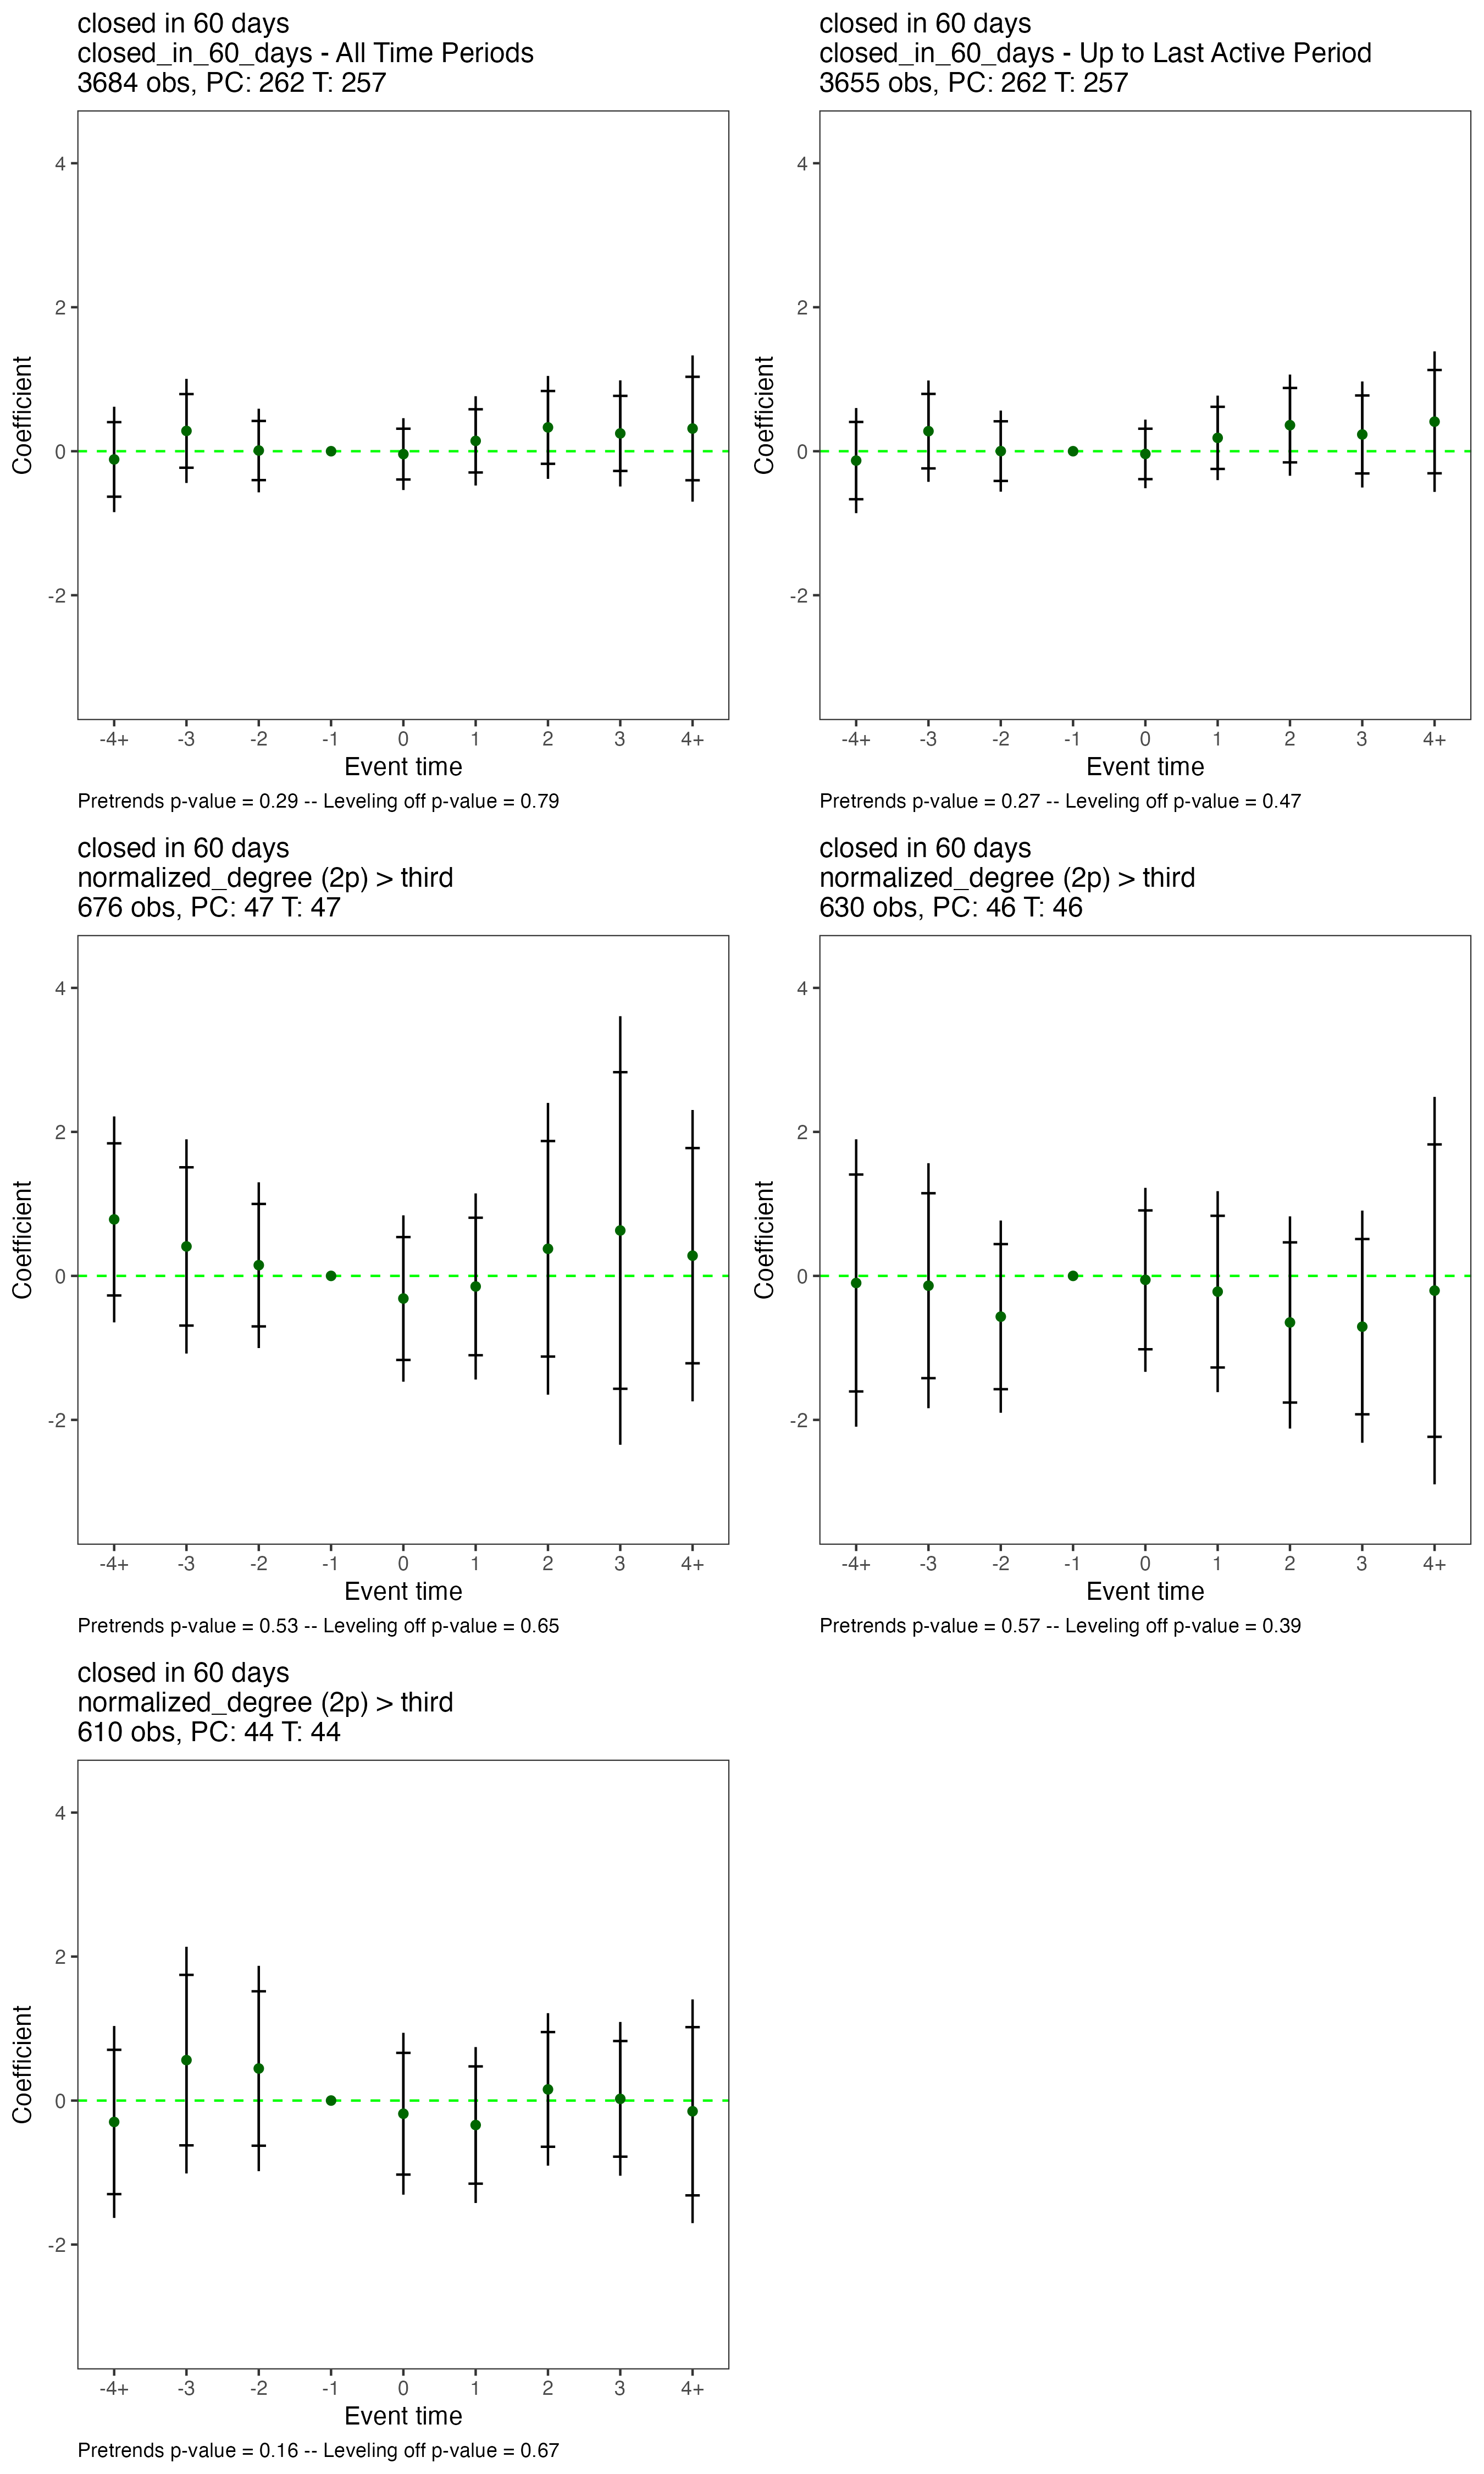 closed in 60 days
closed_in_60_days - All Time Periods
3684 obs, PC: 262 T: 257
4
2
0
-2
Coefficient
-4+ -3 -2 -1 0 1 2 3 4+
Event time
Pretrends p-value = 0.29 -- Leveling off p-value = 0.79
closed in 60 days
closed_in_60_days - Up to Last Active Period
3655 obs, PC: 262 T: 257
4
2
0
-2
Coefficient
-4+ -3 -2 -1 0 1 2 3 4+
Event time
Pretrends p-value = 0.27 -- Leveling off p-value = 0.47
closed in 60 days
normalized_degree (2p) > third
676 obs, PC: 47 T: 47
4
2
0
-2
Coefficient
-4+ -3 -2 -1 0 1 2 3 4+
Event time
Pretrends p-value = 0.53 -- Leveling off p-value = 0.65
closed in 60 days
normalized_degree (2p) > third
630 obs, PC: 46 T: 46
4
2
0
-2
Coefficient
-4+ -3 -2 -1 0 1 2 3 4+
Event time
Pretrends p-value = 0.57 -- Leveling off p-value = 0.39
closed in 60 days
normalized_degree (2p) > third
610 obs, PC: 44 T: 44
4
2
0
-2
Coefficient
-4+ -3 -2 -1 0 1 2 3 4+
Event time
Pretrends p-value = 0.16 -- Leveling off p-value = 0.67